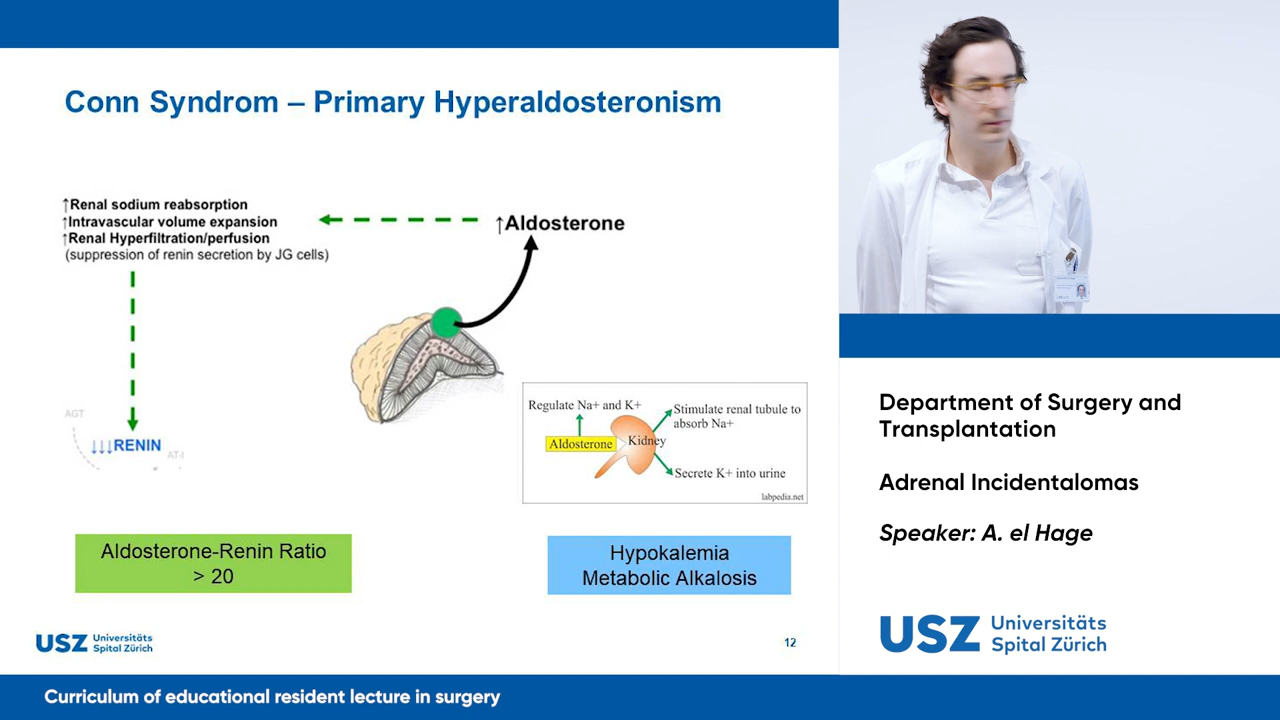 Conn Syndrom – Primary Hyperaldosteronism
↑Renal sodium reabsorption
↑Intravascular volume expansion
↑Renal Hyperfiltration/perfusion
(suppression of renin secretion by JG cells)
↑Aldosterone
AGT
↓↓↓RENIN
AT-I
Regulate Na+ and K+
Stimulate renal tubule to
absorb Na+
Aldosterone
Kidney
Secrete K+ into urine
labpedia.net
Aldosterone-Renin Ratio
> 20
Hypokalemia
Metabolic Alkalosis
USZ Universitäts
Spital Zürich
12
Curriculum of educational resident lecture in surgery
Department of Surgery and
Transplantation
Adrenal Incidentalomas
Speaker: A. el Hage
USZ Universitäts
Spital Zürich